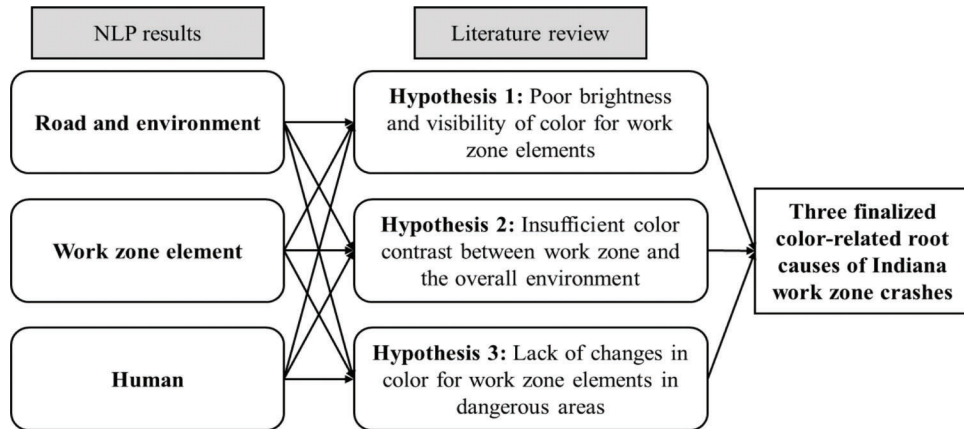 NLP results
Literature review
Road and environment
Work zone element
Human
Hypothesis 1: Poor brightness
and visibility of color for work
zone elements
Hypothesis 2: Insufficient color
contrast between work zone and
the overall environment
Hypothesis 3: Lack of changes in
color for work zone elements in
dangerous areas
Three finalized
color-related root
causes of Indiana
work zone crashes